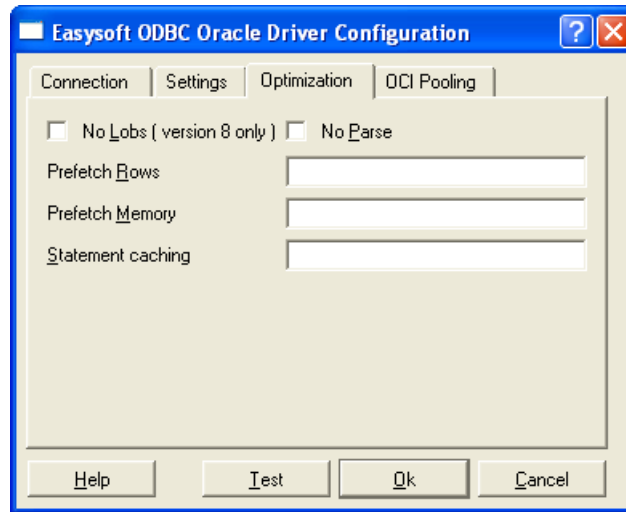 Easysoft ODBC Oracle Driver Configuration
Connection Settings Optimization OCI Pooling
No Lobs ( version 8 only ) No Parse
Prefetch Rows
Prefetch Memory
Statement caching
Help Test Ok Cancel